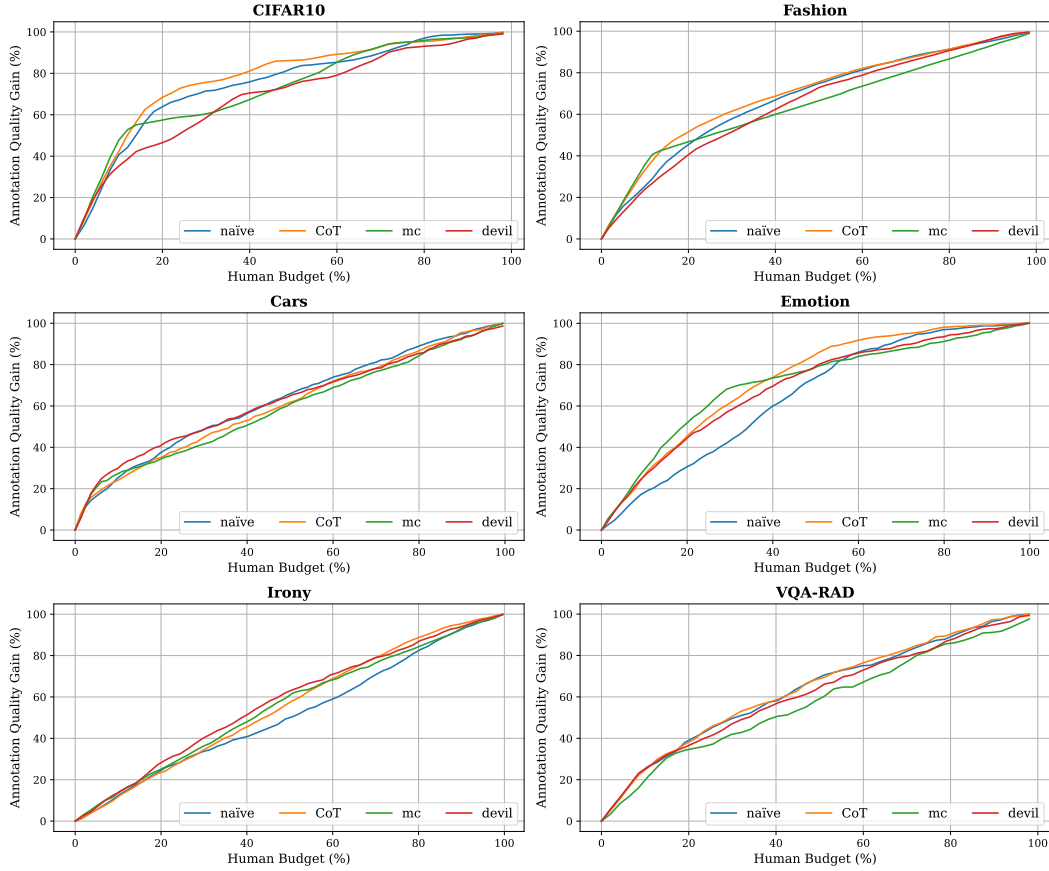 CIFAR10
Annotation Quality Gain (%)
100
80
60
40
20
0
naïve CoT mc devil
0 20 40 60 80 100
Human Budget (%)
Fashion
Annotation Quality Gain (%)
100
80
60
40
20
0
naïve CoT mc devil
0 20 40 60 80 100
Human Budget (%)
Cars
Annotation Quality Gain (%)
100
80
60
40
20
0
naïve CoT mc devil
0 20 40 60 80 100
Human Budget (%)
Emotion
Annotation Quality Gain (%)
100
80
60
40
20
0
naïve CoT mc devil
0 20 40 60 80 100
Human Budget (%)
Irony
Annotation Quality Gain (%)
100
80
60
40
20
0
naïve CoT mc devil
0 20 40 60 80 100
Human Budget (%)
VQA-RAD
Annotation Quality Gain (%)
100
80
60
40
20
0
naïve CoT mc devil
0 20 40 60 80 100
Human Budget (%)